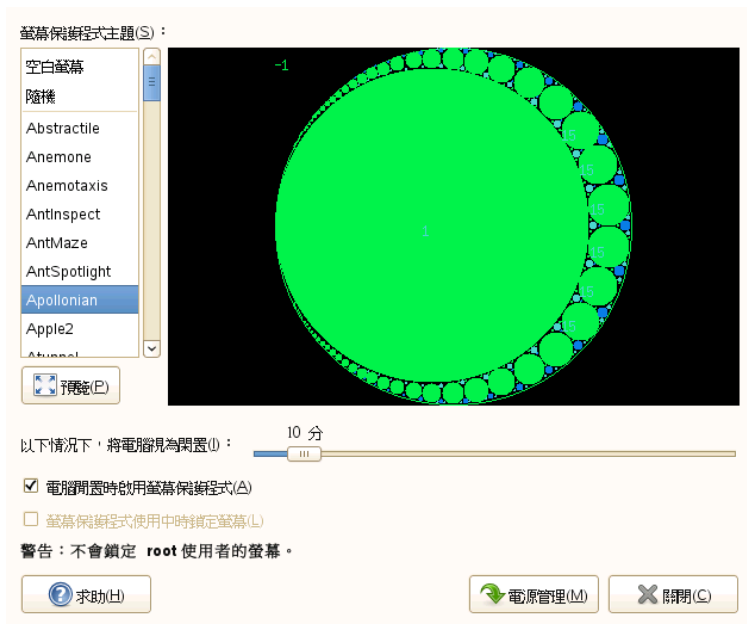 螢幕保護程式主題(S)：
空白螢幕
隨機
Abstractile
Anemone
Anemotaxis
AntInspect
AntMaze
AntSpotlight
Apollonian
Apple2
Atunnel
預覽(P)
-1
1
15
15
15
15
15
15
以下情況下，將電腦視為閑置(I)：
10 分
電腦閒置時啟用螢幕保護程式(A)
螢幕保護程式使用中時鎖定螢幕(L)
警告：不會鎖定 root 使用者的螢幕。
求助(H)
電源管理(M)
關閉(C)